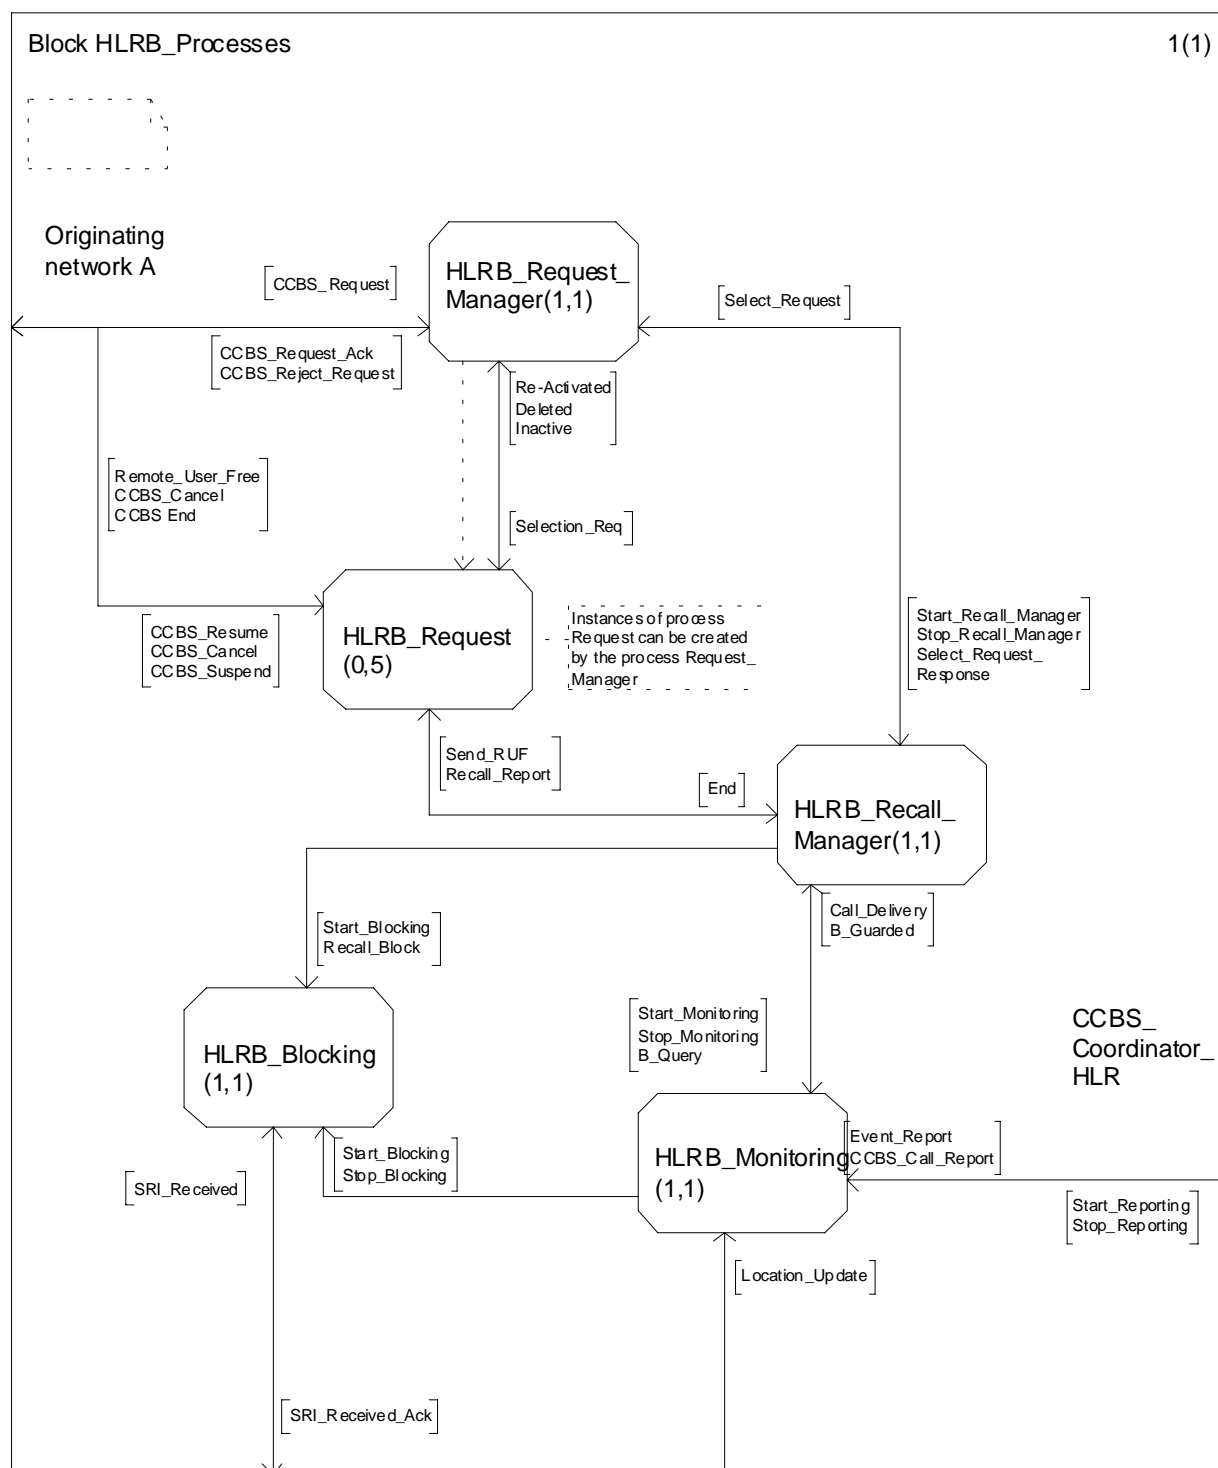 Block HLRB_Processes
1(1)
Originating
network A
CCBS_Request
HLRB_Request_
Manager(1,1)
Select_Request
CCBS_Request_Ack
CCBS_Reject_Request
Re-Activated
Deleted
Inactive
Remote_User_Free
CCBS_Cancel
CCBS End
Selection_Req
HLRB_Request
(0,5)
Instances of process
Request can be created
by the process Request_
Manager
CCBS_Resume
CCBS_Cancel
CCBS_Suspend
Start_Recall_Manager
Stop_Recall_Manager
Select_Request_
Response
Send_RUF
Recall_Report
End
HLRB_Recall_
Manager(1,1)
Start_Blocking
Recall_Block
Call_Delivery
B_Guarded
Start_Monitoring
Stop_Monitoring
B_Query
CCBS_
Coordinator_
HLR
HLRB_Blocking
(1,1)
Start_Blocking
Stop_Blocking
SRI_Received
HLRB_Monitoring
(1,1)
Event_Report
CCBS_Call_Report
Start_Reporting
Stop_Reporting
Location_Update
SRI_Received_Ack